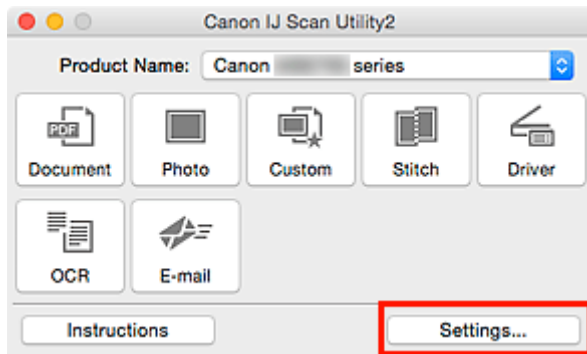 Canon IJ Scan Utility2
Product Name: Canon series
PDF
Document Photo Custom Stitch Driver
OCR E-mail
Instructions Settings...